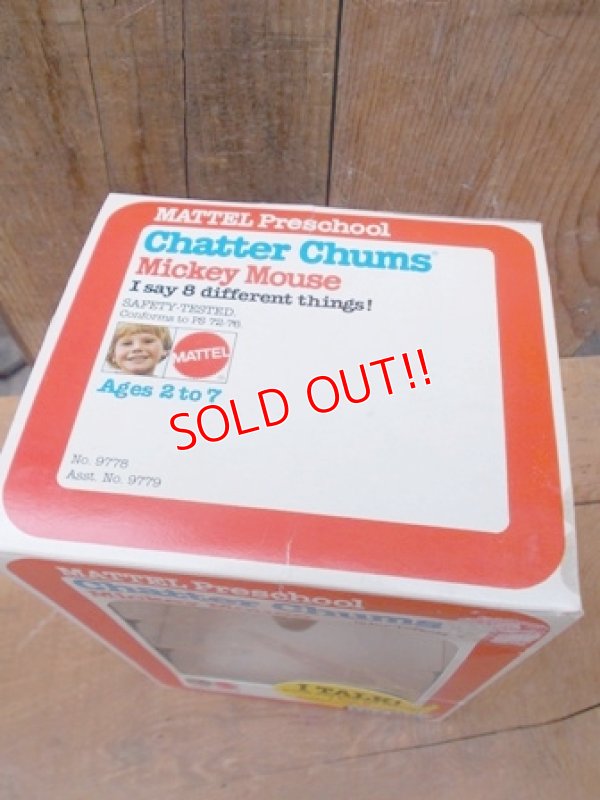 MATTEL Preschool
Chatter Chums®
Mickey Mouse
I say 8 different things!
SAFETY-TESTED.
Conforms to PS 72-76.
MATTEL
Ages 2 to 7
SOLD OUT!!
No. 9778
Asst. No. 9779
MATTEL Preschool
Chatter Chums
I TALK!